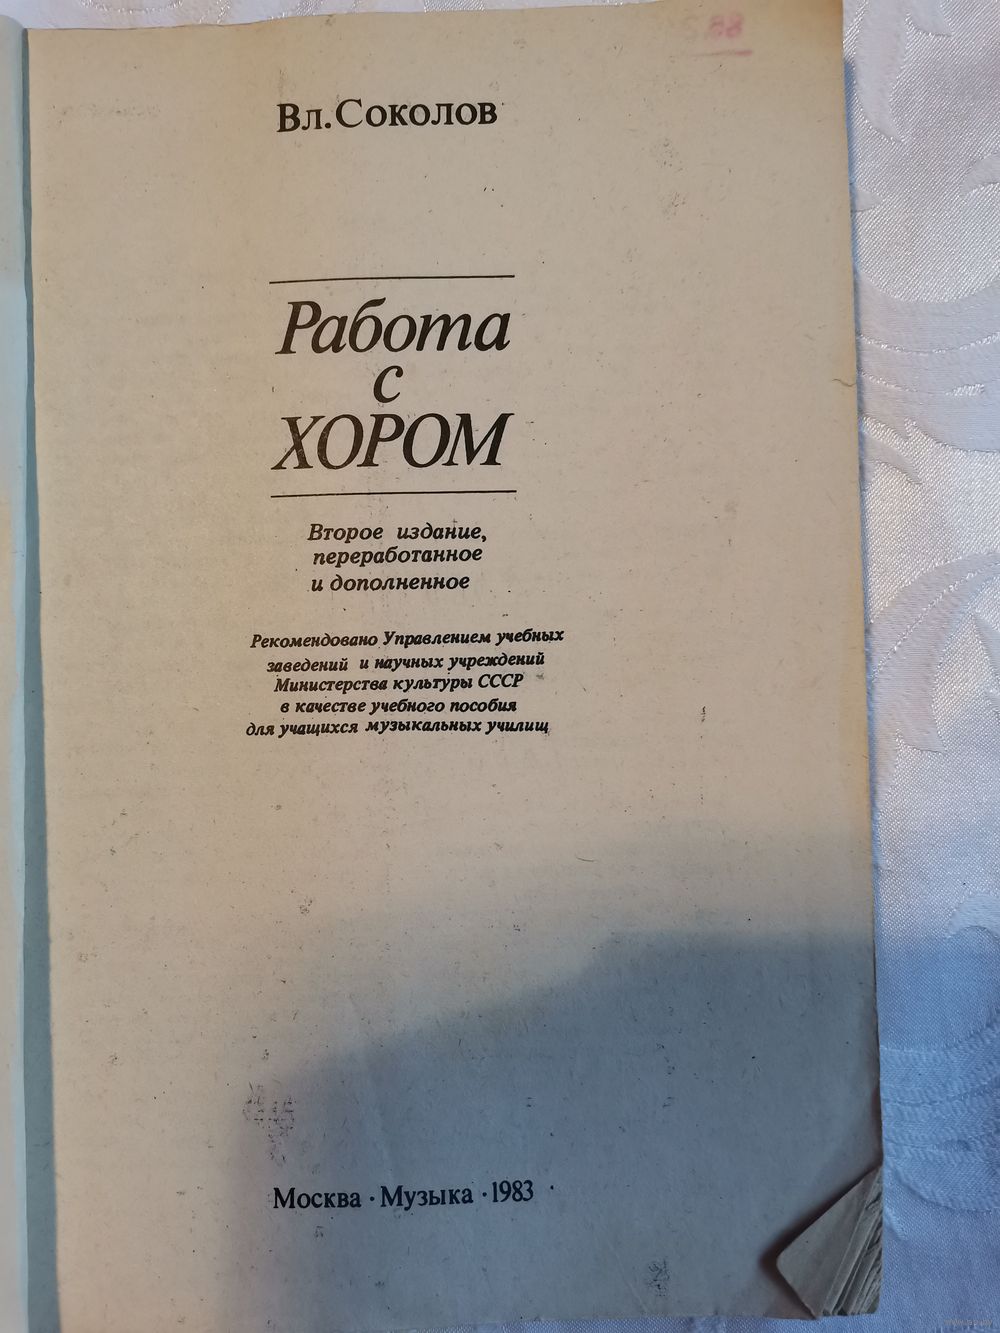 Вл.Соколов
Работа
с
ХОРОМ
Второе издание,
переработанное
и дополненное
Рекомендовано Управлением учебных
заведений и научных учреждений
Министерства культуры СССР
в качестве учебного пособия
для учащихся музыкальных училищ
Москва · Музыка · 1983